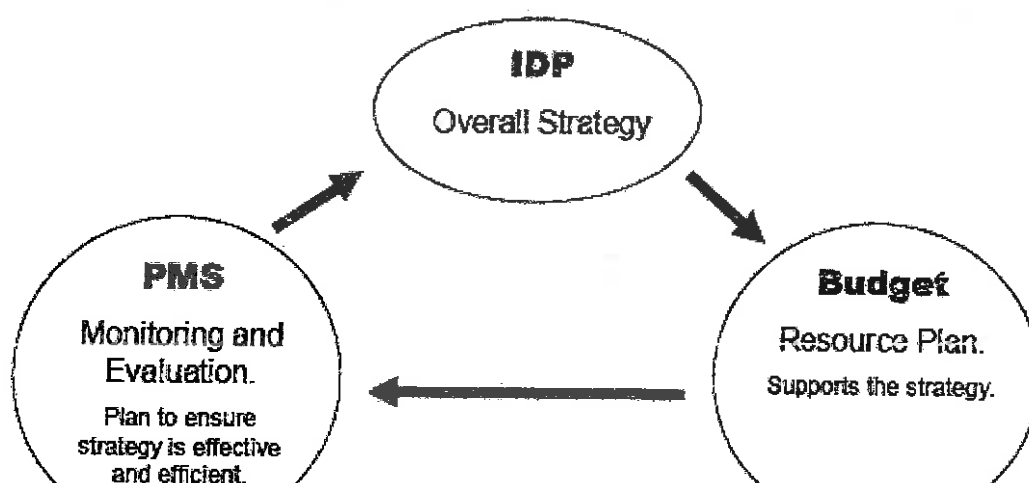 IDP
Overall Strategy
PMS
Monitoring and
Evaluation.
Plan to ensure
strategy is effective
and efficient.
Budget
Resource Plan.
Supports the strategy.